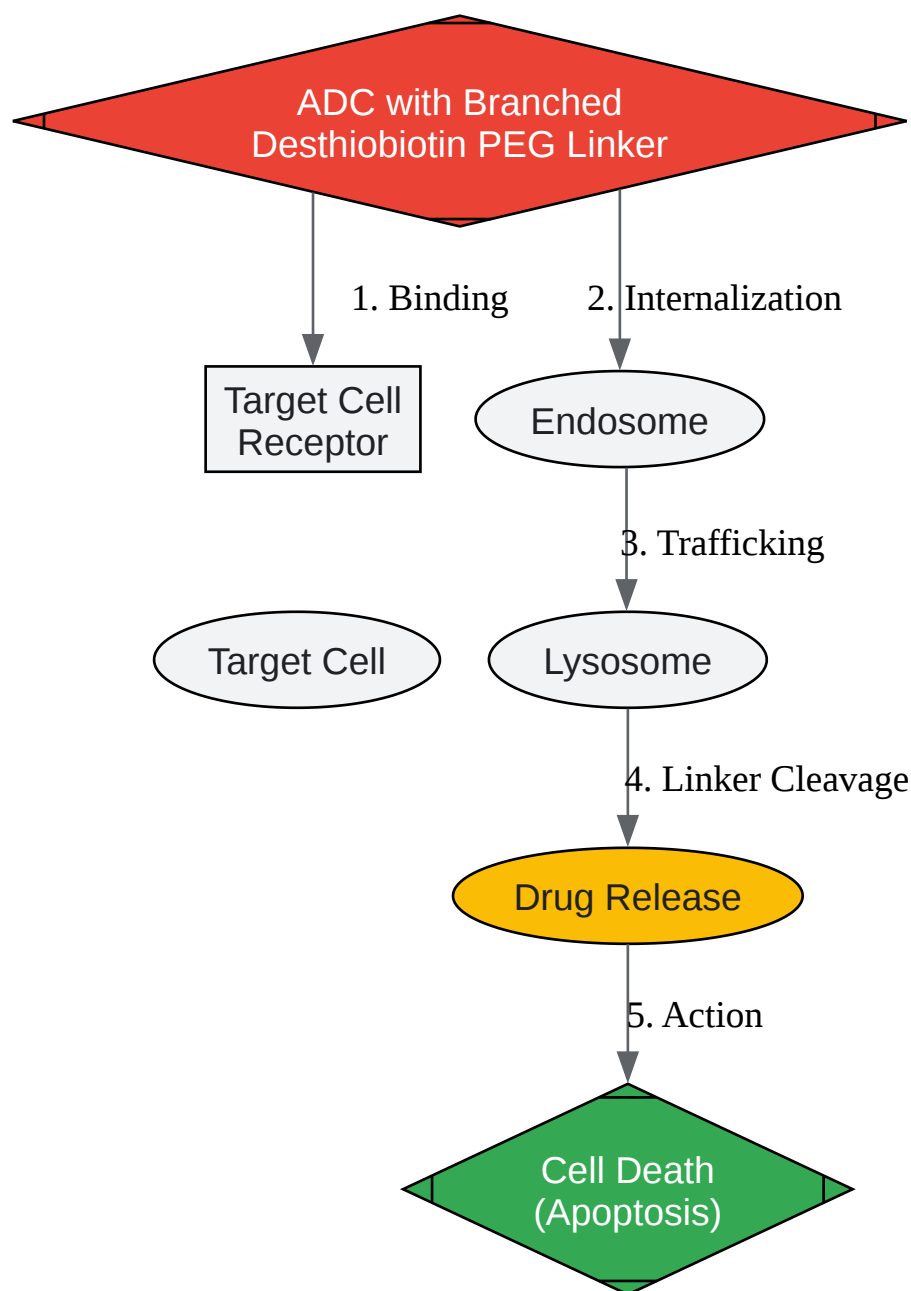 ADC with Branched
Desthiobiotin PEG Linker
1. Binding
2. Internalization
Target Cell
Receptor
Endosome
3. Trafficking
Target Cell
Lysosome
4. Linker Cleavage
Drug Release
5. Action
Cell Death
(Apoptosis)